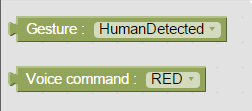 Gesture : HumanDetected
Voice command : RED